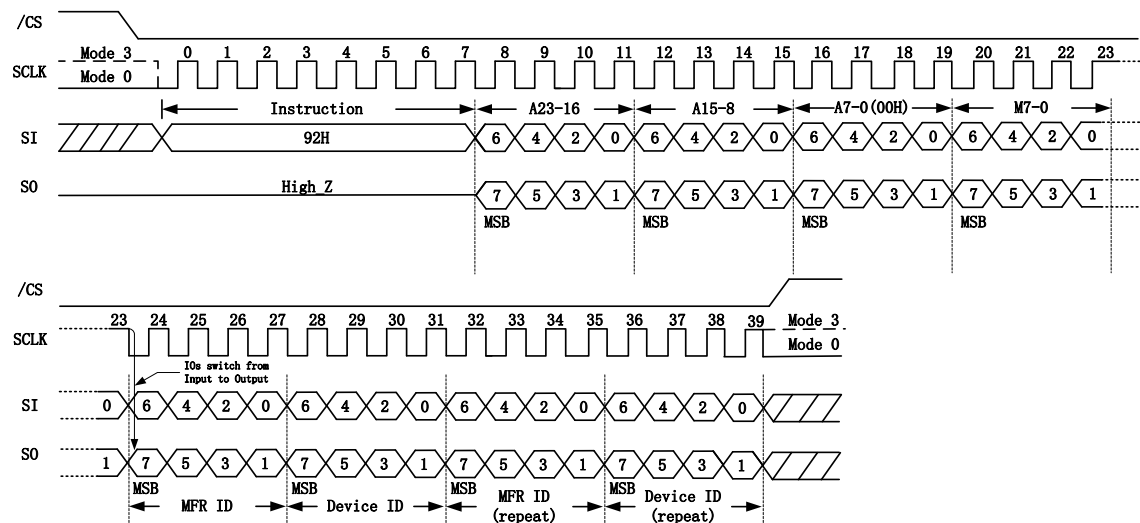 /CS
Mode 3 0 1 2 3 4 5 6 7 8 9 10 11 12 13 14 15 16 17 18 19 20 21 22 23
SCLK
Mode 0
Instruction A23-16 A15-8 A7-0(00H) M7-0
SI 92H 6 4 2 0 6 4 2 0 6 4 2 0 6 4 2 0
SO High_Z 7 5 3 1 7 5 3 1 7 5 3 1 7 5 3 1
MSB MSB MSB MSB
/CS
23 24 25 26 27 28 29 30 31 32 33 34 35 36 37 38 39 Mode 3
SCLK
Mode 0
IOs switch from
Input to Output
SI 0 6 4 2 0 6 4 2 0 6 4 2 0 6 4 2 0
SO 1 7 5 3 1 7 5 3 1 7 5 3 1 7 5 3 1
MSB MSB MSB MSB
MFR ID Device ID MFR ID Device ID
(repeat) (repeat)